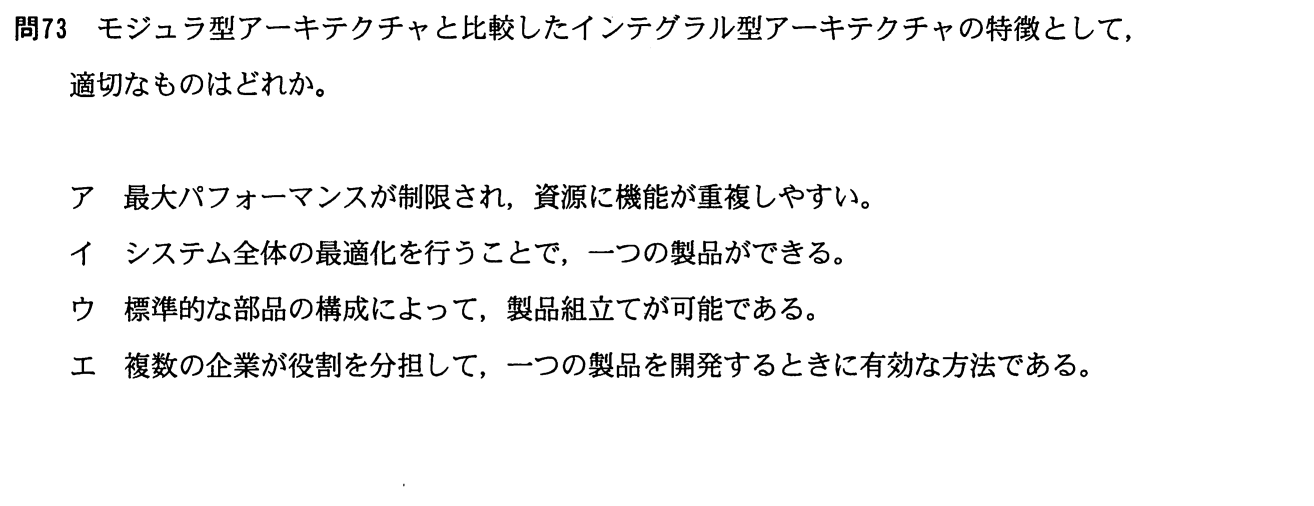 問73　モジュラ型アーキテクチャと比較したインテグラル型アーキテクチャの特徴として，
適切なものはどれか。
ア　最大パフォーマンスが制限され，資源に機能が重複しやすい。
イ　システム全体の最適化を行うことで，一つの製品ができる。
ウ　標準的な部品の構成によって，製品組立てが可能である。
エ　複数の企業が役割を分担して，一つの製品を開発するときに有効な方法である。